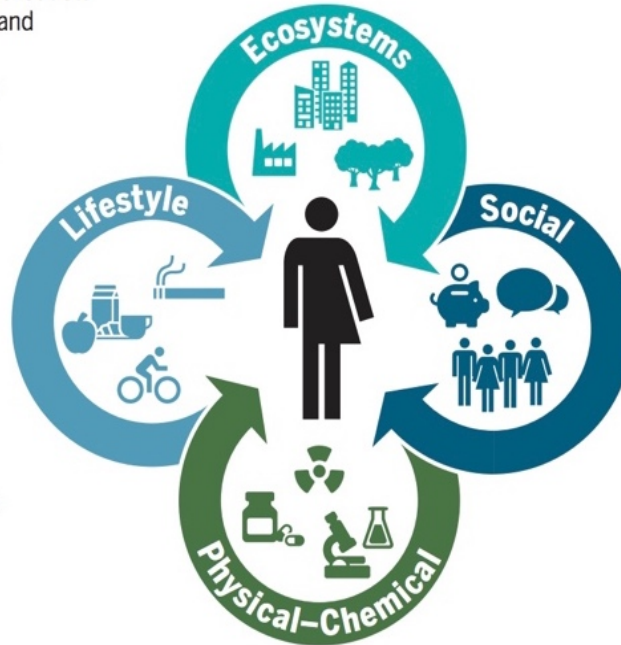 and
Ecosystems
Lifestyle
Social
Physical–Chemical